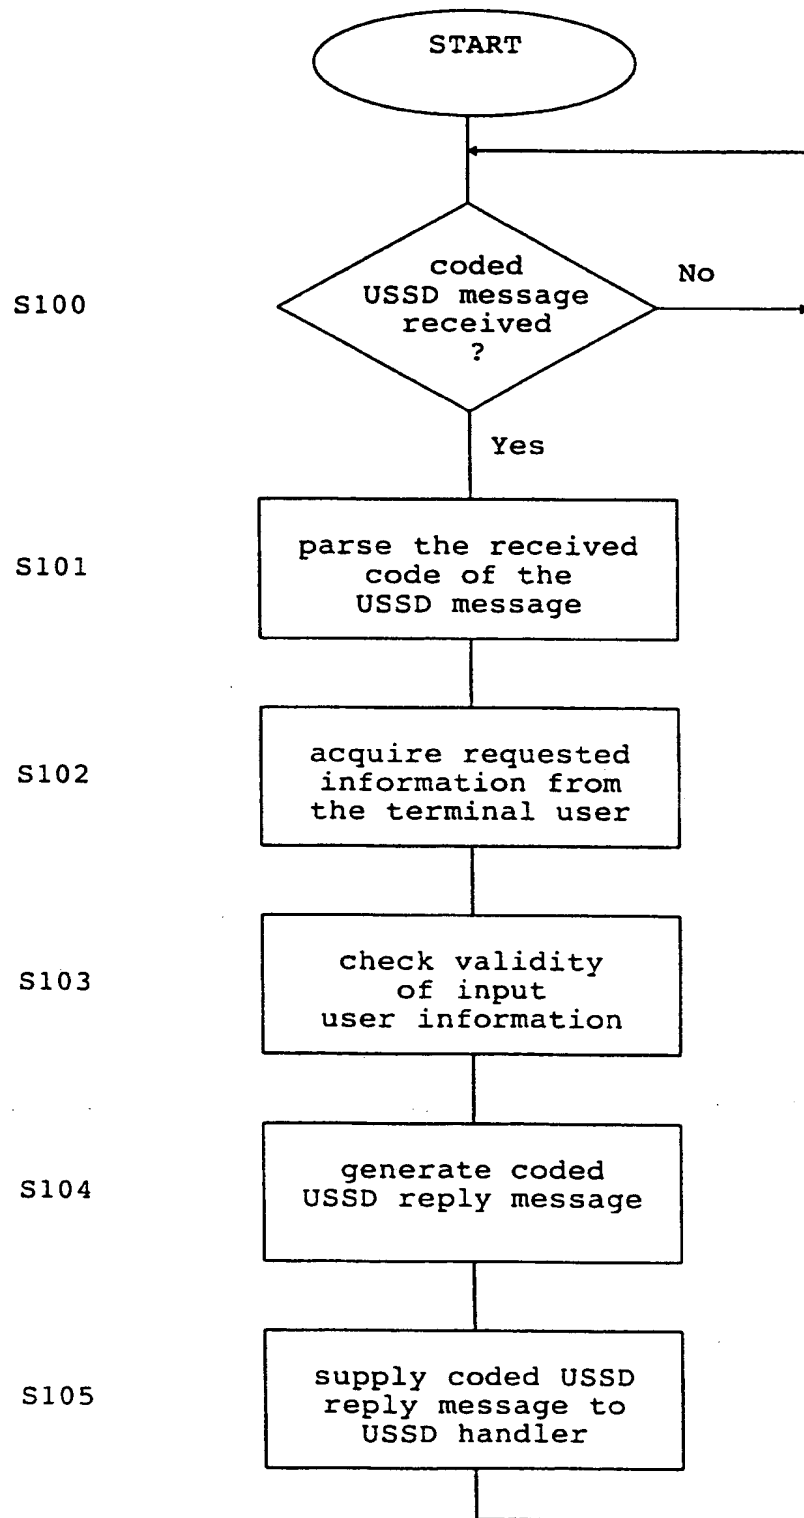 START
coded
USSD message
received
?
No
S100
Yes
S101
parse the received
code of the
USSD message
S102
acquire requested
information from
the terminal user
S103
check validity
of input
user information
S104
generate coded
USSD reply message
S105
supply coded USSD
reply message to
USSD handler